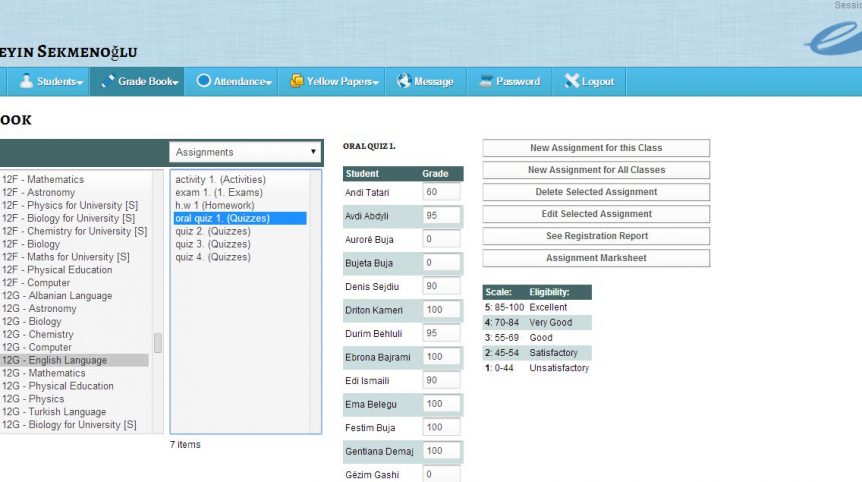 Sessi
EYIN SEKMENOĞLU
Students
Grade Book
Attendance
Yellow Papers
Message
Password
Logout
OOK
Assignments
12F - Mathematics
12F - Astronomy
12F - Physics for University [S]
12F - Biology for University [S]
12F - Chemistry for University [S]
12F - Biology
12F - Maths for University [S]
12F - Physical Education
12F - Computer
12G - Albanian Language
12G - Astronomy
12G - Biology
12G - Chemistry
12G - Computer
12G - English Language
12G - Mathematics
12G - Physical Education
12G - Physics
12G - Turkish Language
12G - Biology for University [S]
activity 1. (Activities)
exam 1. (1. Exams)
h.w 1 (Homework)
oral quiz 1. (Quizzes)
quiz 2. (Quizzes)
quiz 3. (Quizzes)
quiz 4. (Quizzes)
7 items
ORAL QUIZ 1.
Student Grade
Andi Tatari 60
Avdi Abdyli 95
Aurorë Buja 0
Bujeta Buja 0
Denis Sejdiu 90
Driton Kameri 100
Durim Behluli 95
Ebrona Bajrami 100
Edi Ismaili 90
Ema Belegu 100
Festim Buja 100
Gentiana Demaj 100
Gëzim Gashi 0
New Assignment for this Class
New Assignment for All Classes
Delete Selected Assignment
Edit Selected Assignment
See Registration Report
Assignment Marksheet
Scale: Eligibility:
5: 85-100 Excellent
4: 70-84 Very Good
3: 55-69 Good
2: 45-54 Satisfactory
1: 0-44 Unsatisfactory